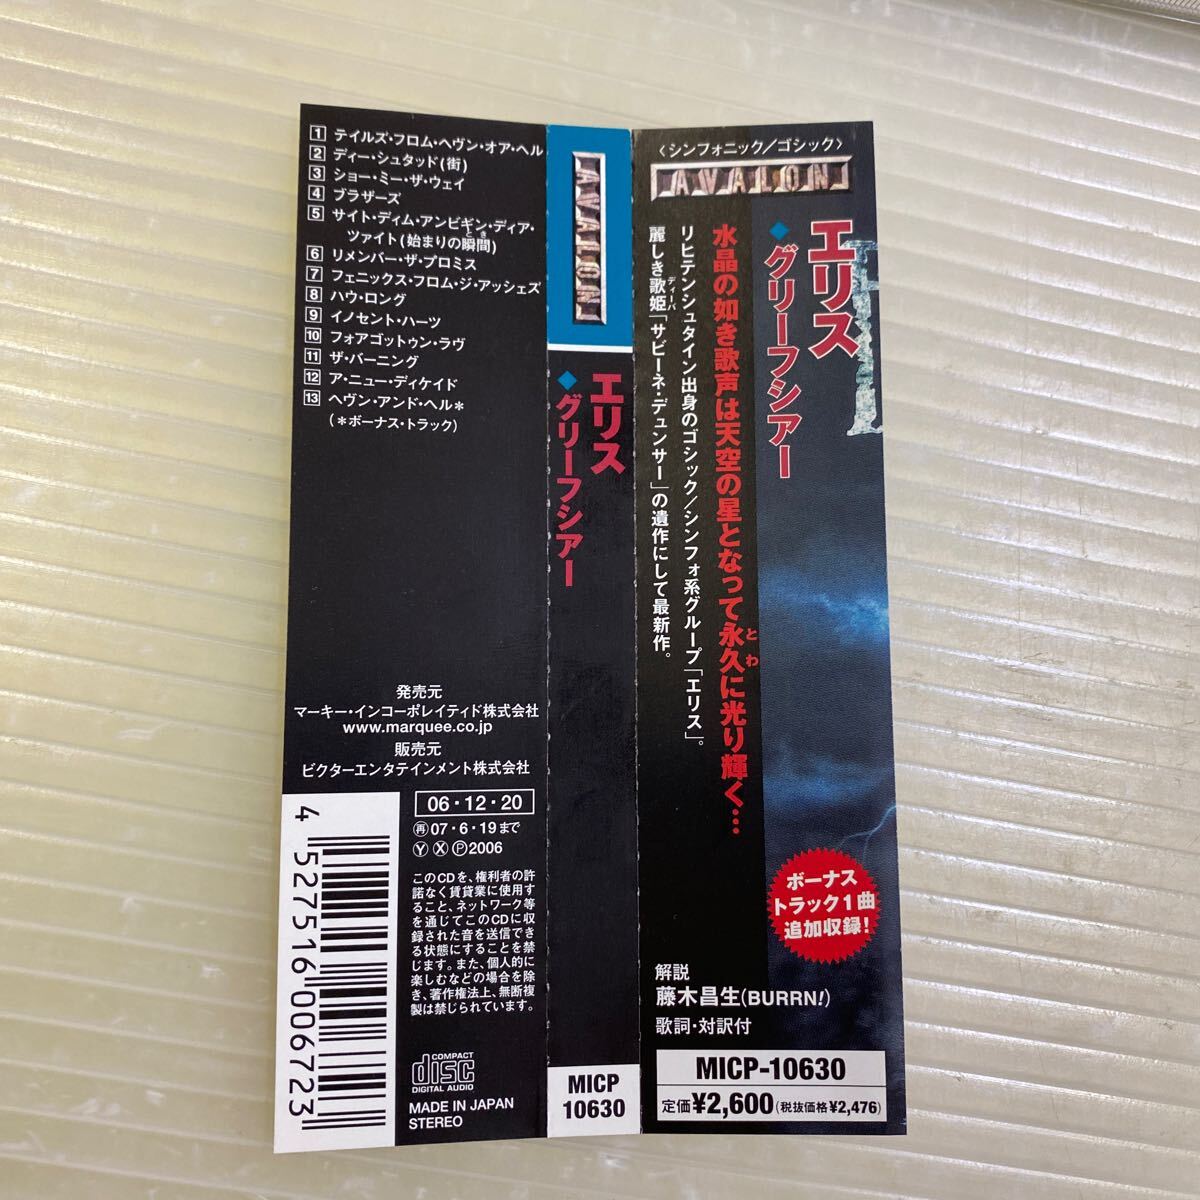 1 テイルズ・フロム・ヘヴン・オア・ヘル
2 ディー・シュタッド(街)
3 ショー・ミー・ザ・ウェイ
4 ブラザーズ
5 サイト・ディム・アンビギン・ディア・
ツァイト(始まりの瞬間)
とき
6 リメンバー・ザ・プロミス
7 フェニックス・フロム・ジ・アッシェズ
8 ハウ・ロング
9 イノセント・ハーツ
10 フォアゴットゥン・ラヴ
11 ザ・バーニング
12 ア・ニュー・ディケイド
13 ヘヴン・アンド・ヘル*
(*ボーナス・トラック)
発売元
マーキー・インコーポレイティド株式会社
www.marquee.co.jp
販売元
ビクターエンタテインメント株式会社
4 527516 006723
06・12・20
再07・6・19まで
Ⓨ Ⓧ Ⓟ2006
このCDを、権利者の許
諾なく賃貸業に使用す
ること、ネットワーク等
を通じてこのCDに収
録された音を送信でき
る状態にすることを禁
じます。また、個人的に
楽しむなどの場合を除
き、著作権法上、無断複
製は禁じられています。
COMPACT
disc
DIGITAL AUDIO
MADE IN JAPAN
STEREO
AVALON
エリス
◆グリーフシアー
MICP
10630
〈シンフォニック/ゴシック〉
AVALON
エリス
◆グリーフシアー
水晶の如き歌声は天空の星となって永久に光り輝く…
とわ
リヒテンシュタイン出身のゴシック/シンフォ系グループ「エリス」。
麗しき歌姫「サビーネ・デュンサー」の遺作にして最新作。
ディーバ
ボーナス
トラック1曲
追加収録!
解説
藤木昌生(BURRN!)
歌詞・対訳付
MICP-10630
定価¥2,600(税抜価格¥2,476)